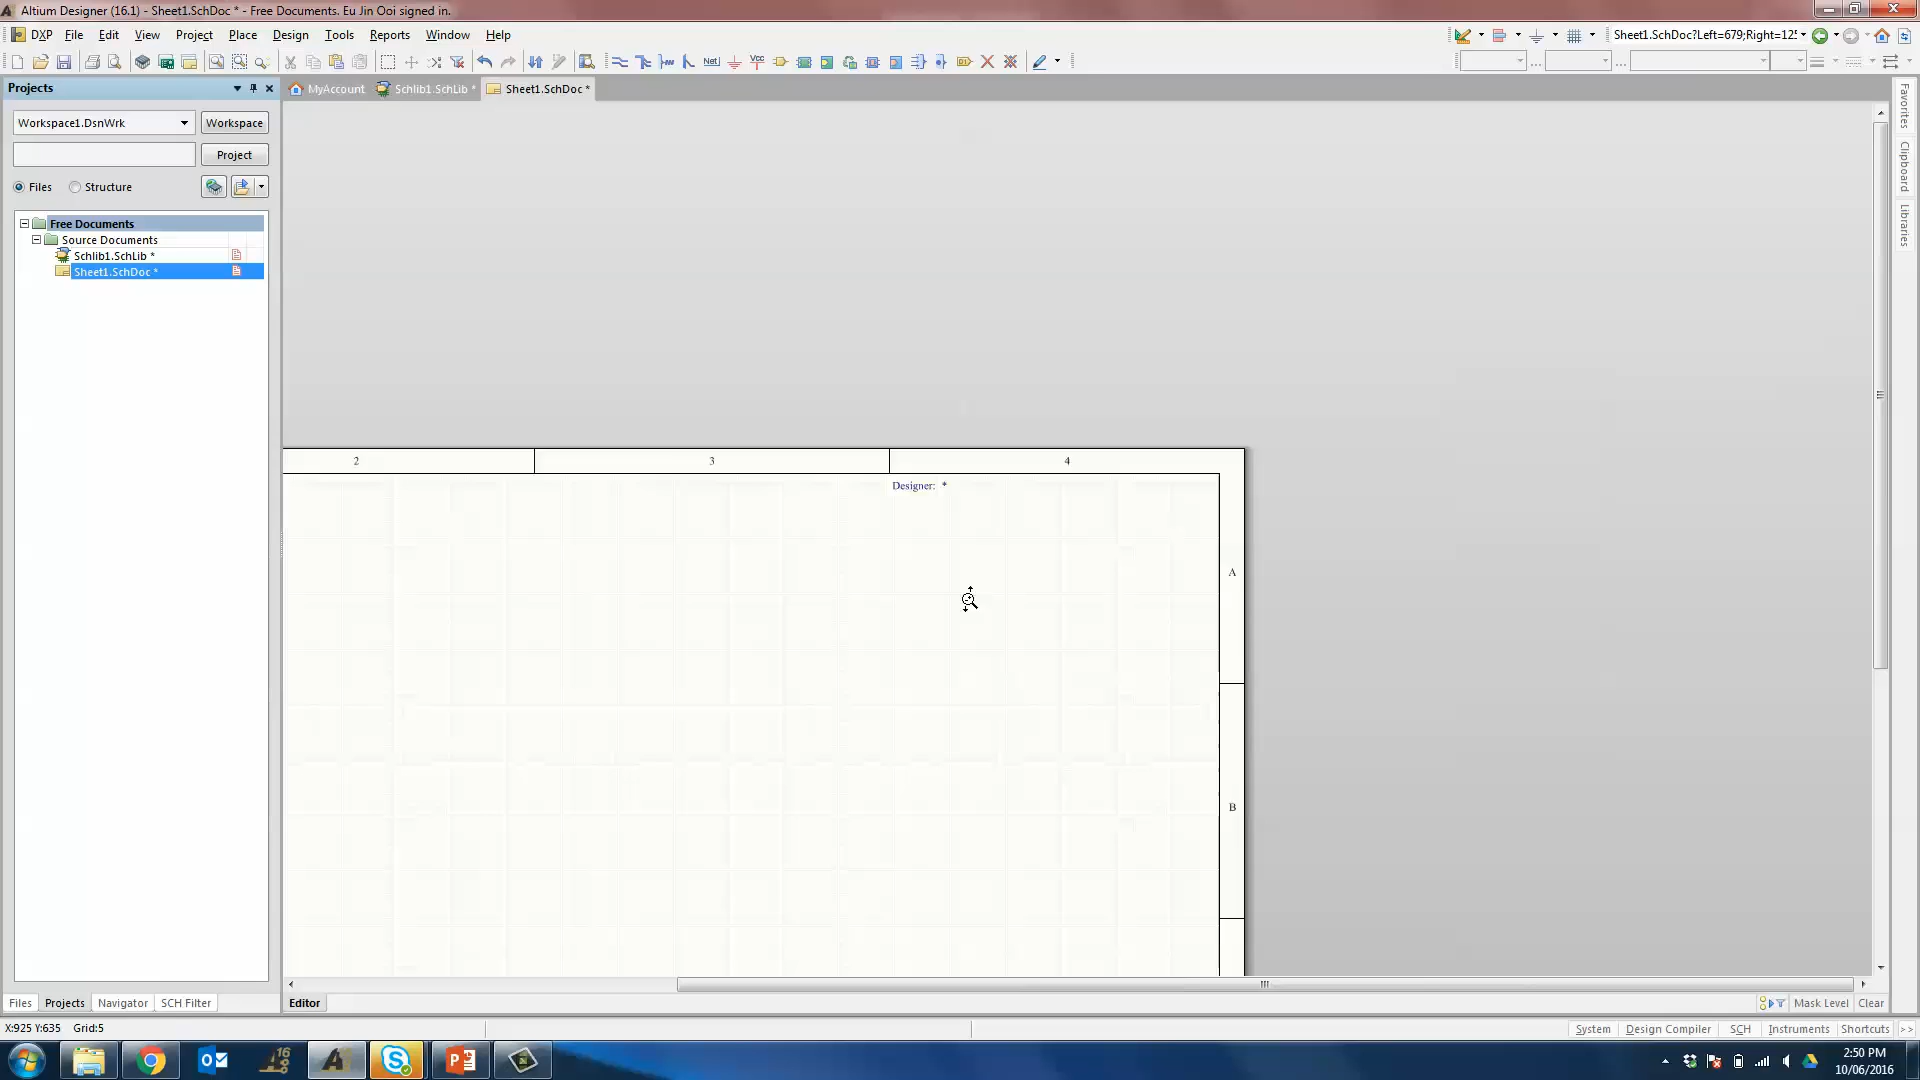 Altium Designer (16.1) - Sheet1.SchDoc * - Free Documents. Eu Jin Ooi signed in.
DXP File Edit View Project Place Design Tools Reports Window Help
Sheet1.SchDoc?Left=679;Right=125
Net Vcc
Projects
MyAccount Schlib1.SchLib * Sheet1.SchDoc *
Workspace1.DsnWrk Workspace
Project
Files Structure
Free Documents
Source Documents
Schlib1.SchLib *
Sheet1.SchDoc *
Favorites
Clipboard
Libraries
2 3 4
Designer: *
A
B
Files Projects Navigator SCH Filter
Editor
Mask Level Clear
X:925 Y:635 Grid:5
System Design Compiler SCH Instruments Shortcuts >>
2:50 PM
10/06/2016